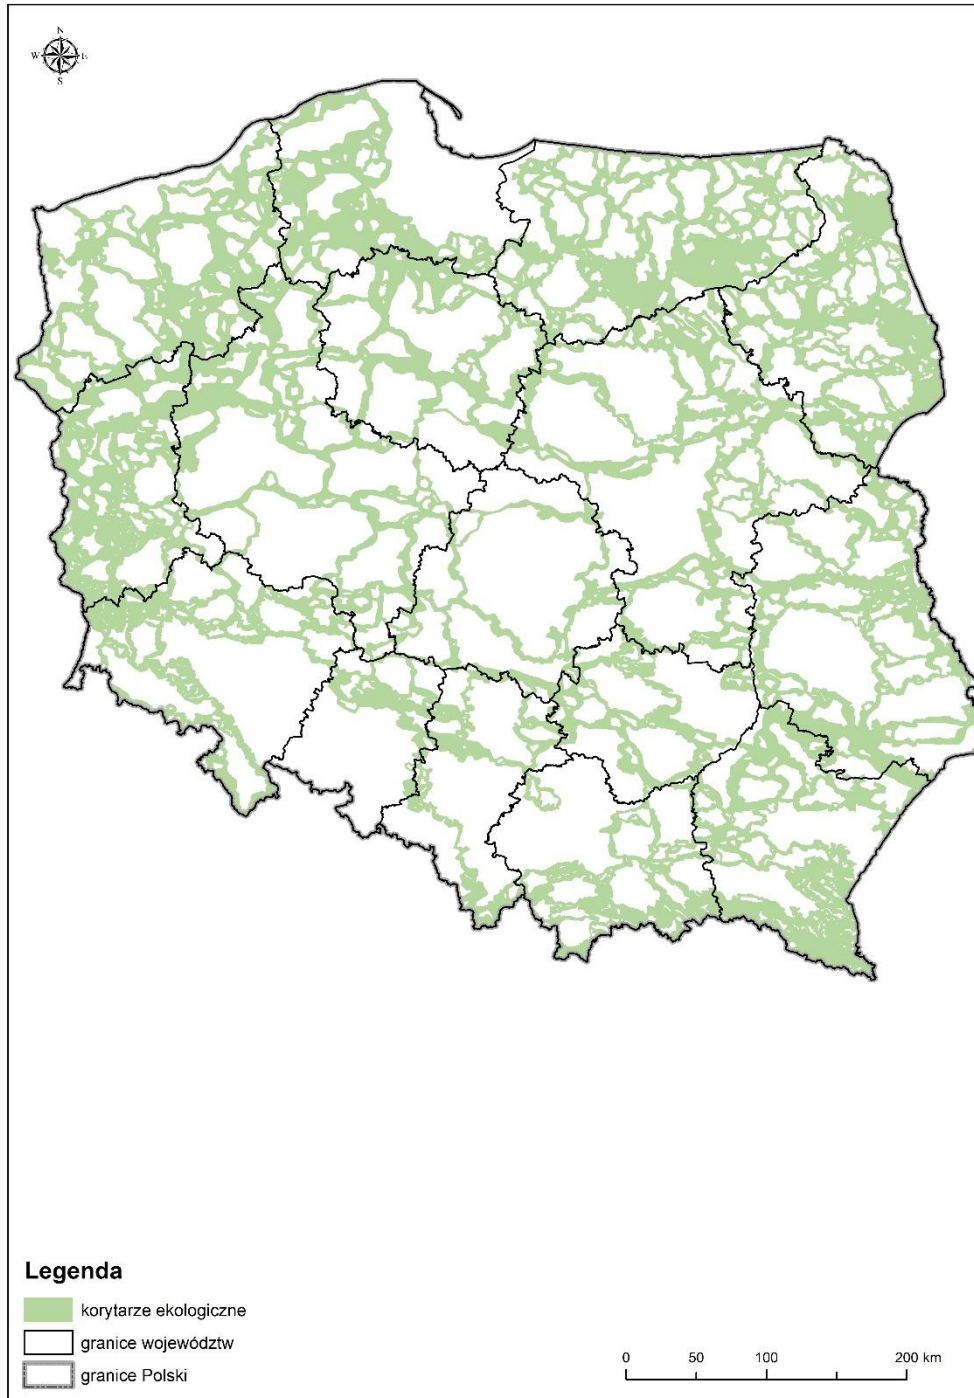 N
W E
S
Legenda
korytarze ekologiczne
granice województw
granice Polski
0 50 100 200 km